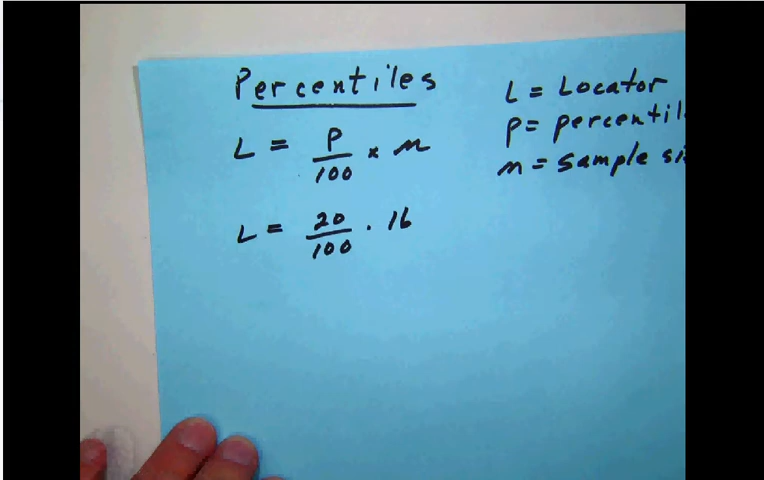 Percentiles
L = P/100 × n
L = 20/100 · 16
L = Locator
P = percentil
n = sample si